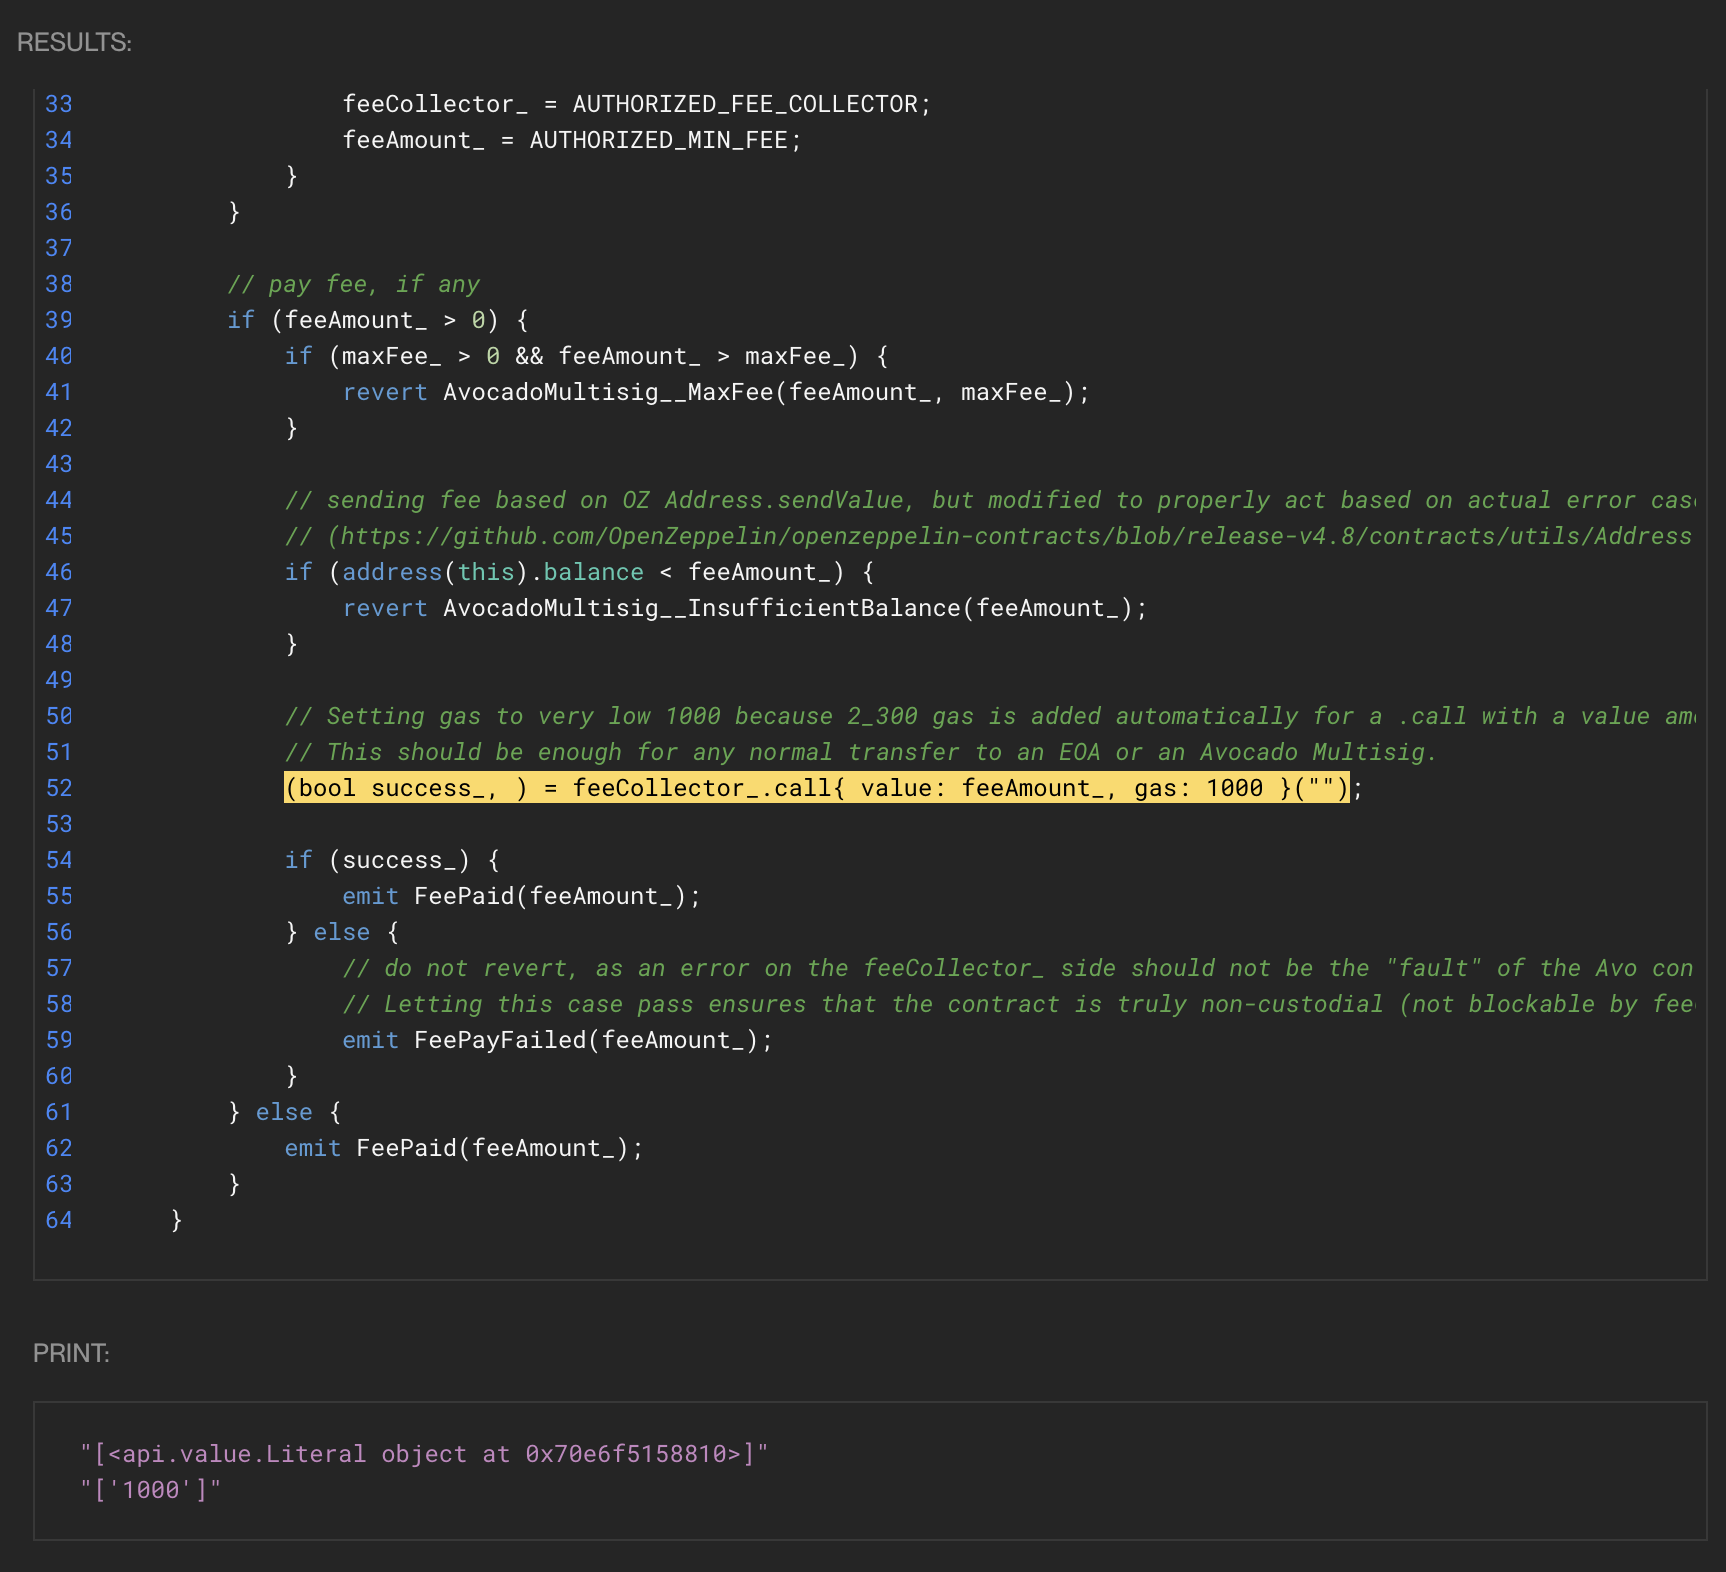 RESULTS:
33 feeCollector_ = AUTHORIZED_FEE_COLLECTOR;
34 feeAmount_ = AUTHORIZED_MIN_FEE;
35 }
36 }
37
38 // pay fee, if any
39 if (feeAmount_ > 0) {
40 if (maxFee_ > 0 && feeAmount_ > maxFee_) {
41 revert AvocadoMultisig__MaxFee(feeAmount_, maxFee_);
42 }
43
44 // sending fee based on OZ Address.sendValue, but modified to properly act based on actual error
45 // (https://github.com/OpenZeppelin/openzeppelin-contracts/blob/release-v4.8/contracts/utils/Address
46 if (address(this).balance < feeAmount_) {
47 revert AvocadoMultisig__InsufficientBalance(feeAmount_);
48 }
49
50 // Setting gas to very low 1000 because 2_300 gas is added automatically for a .call with a value
51 // This should be enough for any normal transfer to an EOA or an Avocado Multisig.
52 (bool success_, ) = feeCollector_.call{ value: feeAmount_, gas: 1000 }("");
53
54 if (success_) {
55 emit FeePaid(feeAmount_);
56 } else {
57 // do not revert, as an error on the feeCollector_ side should not be the "fault" of the Avo con
58 // Letting this case pass ensures that the contract is truly non-custodial (not blockable by fee
59 emit FeePayFailed(feeAmount_);
60 }
61 } else {
62 emit FeePaid(feeAmount_);
63 }
64 }
PRINT:
"[<api.value.Literal object at 0x70e6f5158810>]"
"['1000']"